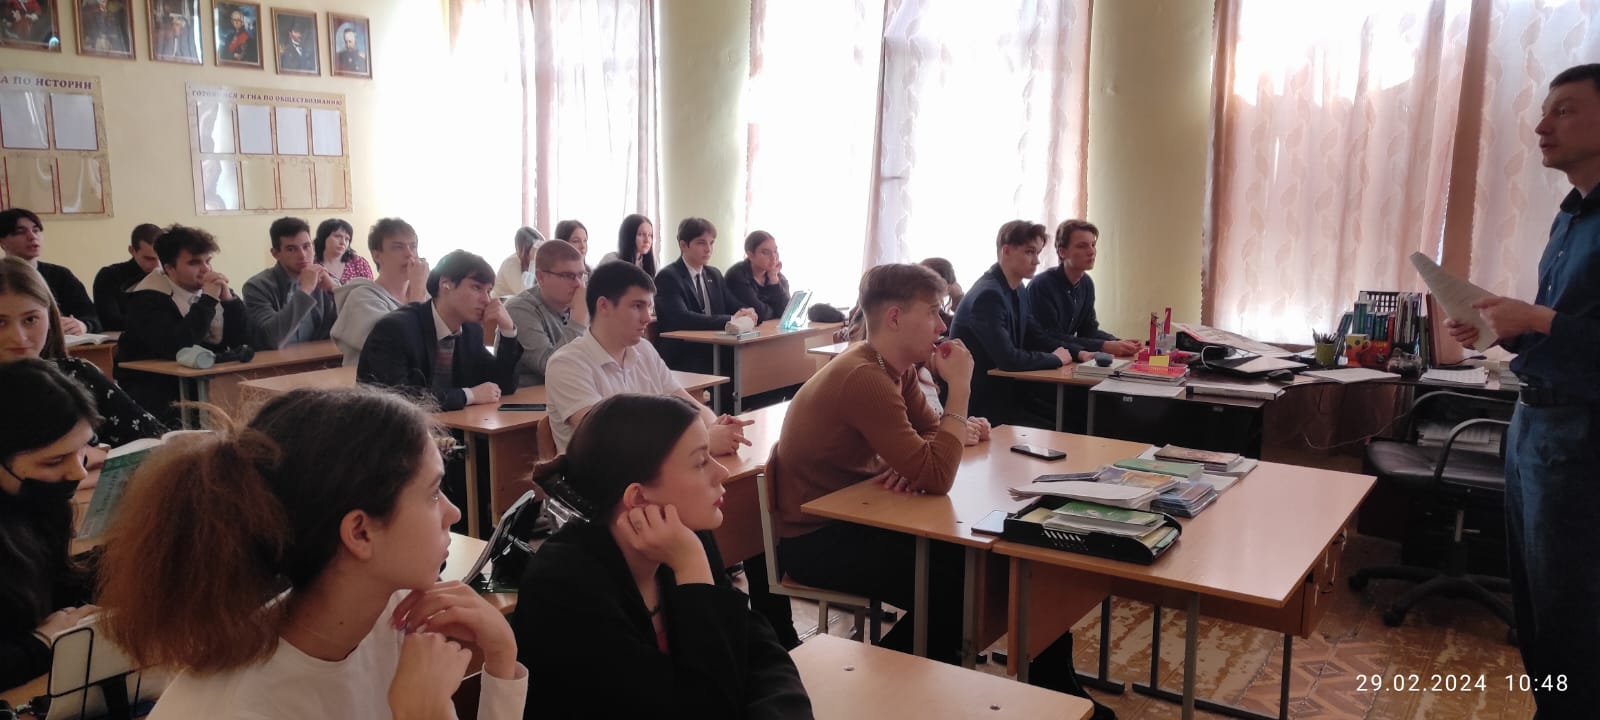 А ПО ИСТОРИИ
ГОТОВИМСЯ К ГИА ПО ОБЩЕСТВОЗНАНИЮ
29.02.2024 10:48